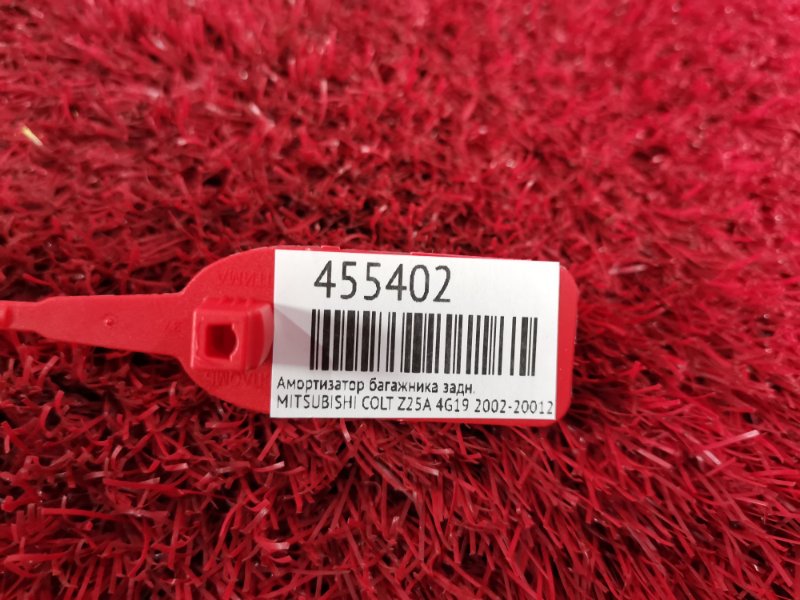 455402
Амортизатор багажника задн.
MITSUBISHI COLT Z25A 4G19 2002-20012